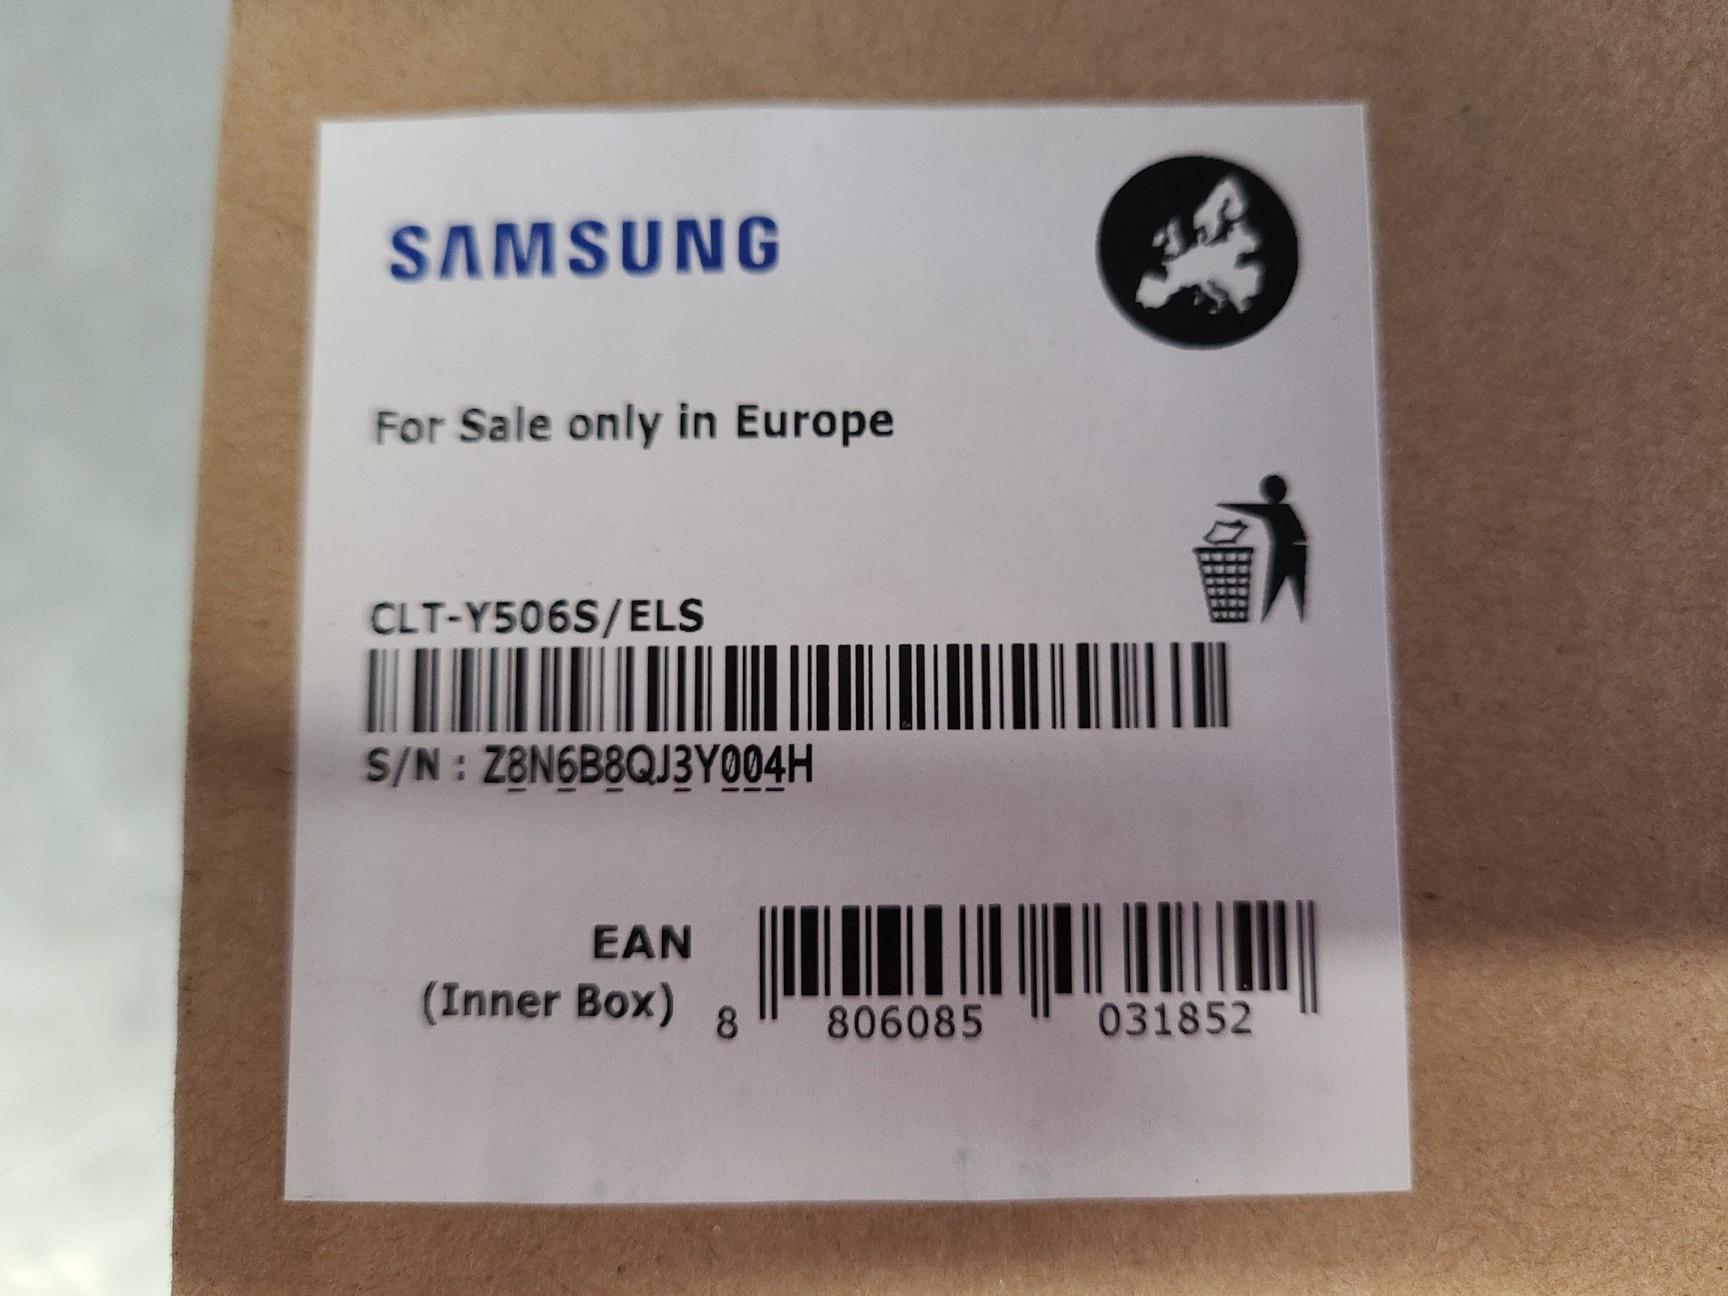 SAMSUNG
For Sale only in Europe
CLT-Y506S/ELS
S/N : Z8N6B8QJ3Y004H
EAN
(Inner Box)
8 806085 031852